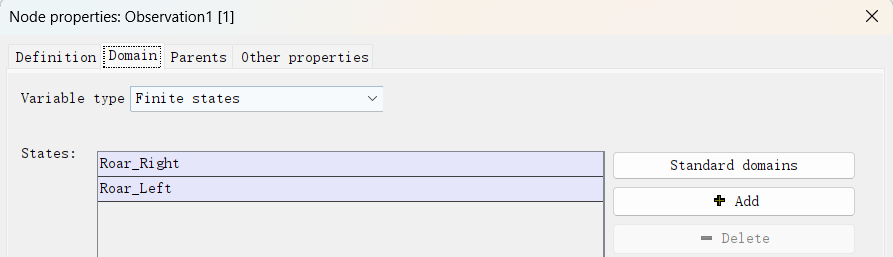 Node properties: Observation1 [1]
Definition Domain Parents Other properties
Variable type Finite states
States:
Roar_Right
Roar_Left
Standard domains
Add
Delete